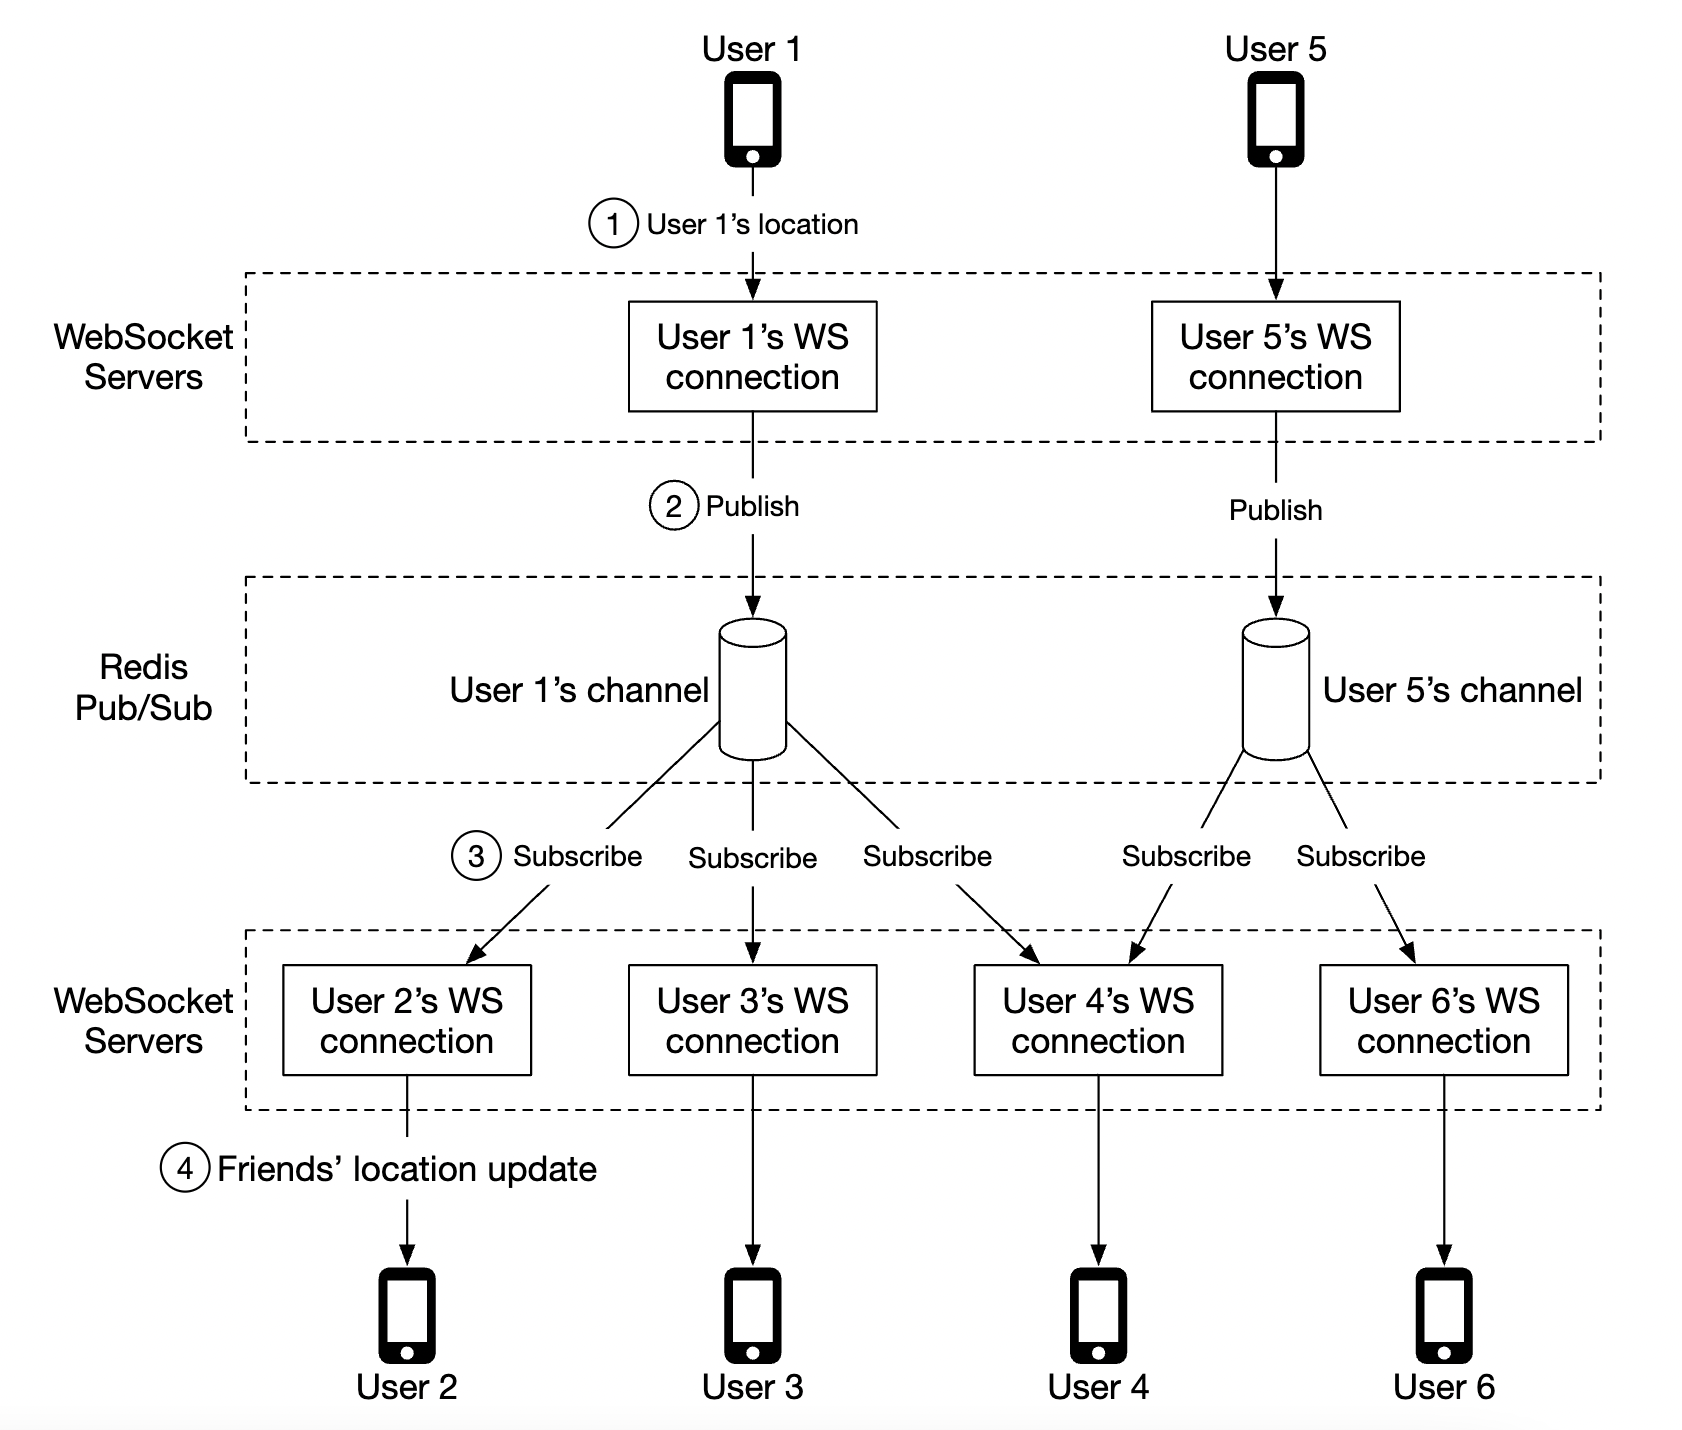 User 1
User 5
1 User 1’s location
WebSocket
Servers
User 1’s WS
connection
User 5’s WS
connection
2 Publish
Publish
Redis
Pub/Sub
User 1’s channel
User 5’s channel
3 Subscribe
Subscribe
Subscribe
Subscribe
Subscribe
WebSocket
Servers
User 2’s WS
connection
User 3’s WS
connection
User 4’s WS
connection
User 6’s WS
connection
4 Friends’ location update
User 2
User 3
User 4
User 6